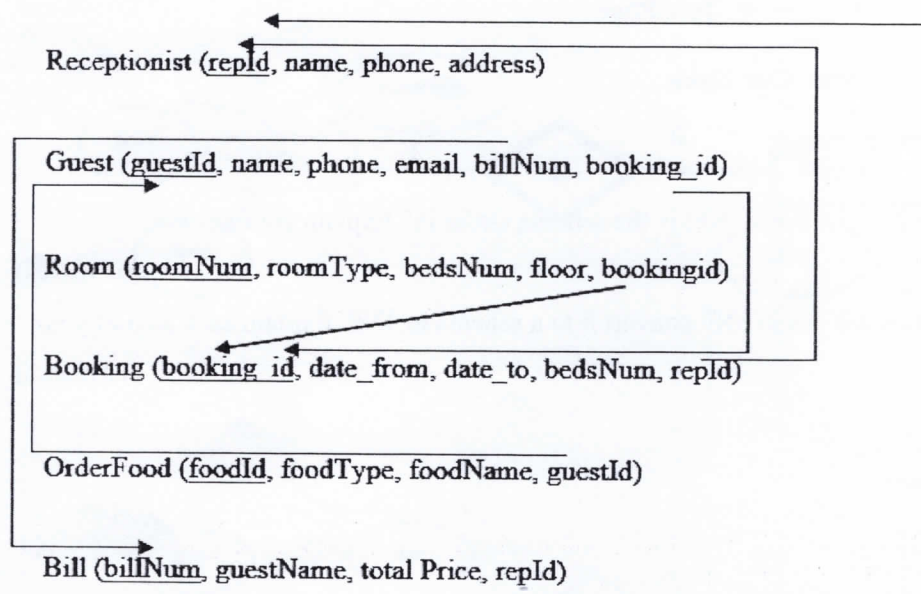 Receptionist (repId, name, phone, address)
Guest (guestId, name, phone, email, billNum, booking_id)
Room (roomNum, roomType, bedsNum, floor, bookingid)
Booking (booking_id, date_from, date_to, bedsNum, repId)
OrderFood (foodId, foodType, foodName, guestId)
Bill (billNum, guestName, total Price, repId)